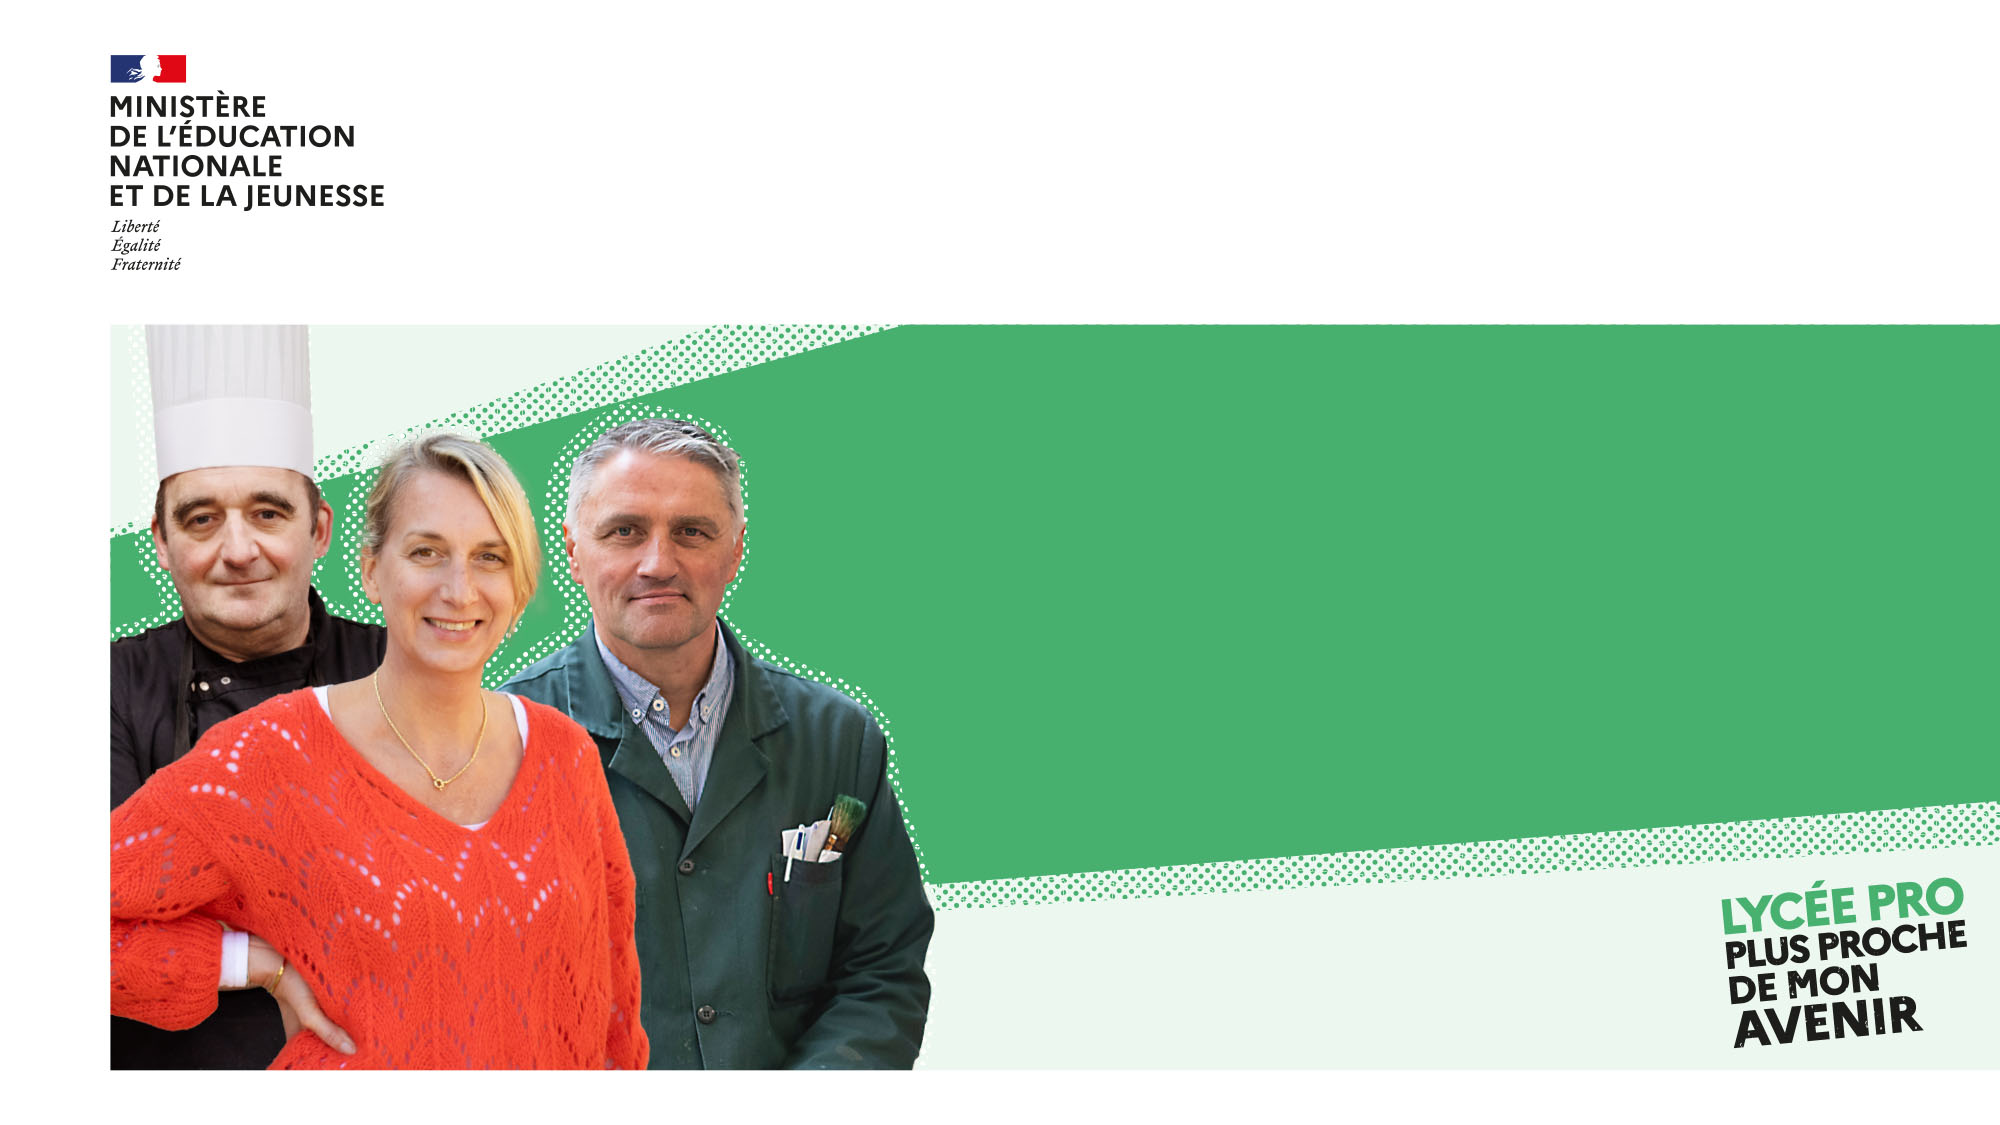 MINISTÈRE
DE L'ÉDUCATION
NATIONALE
ET DE LA JEUNESSE
Liberté
Égalité
Fraternité
LYCÉE PRO
PLUS PROCHE
DE MON
AVENIR